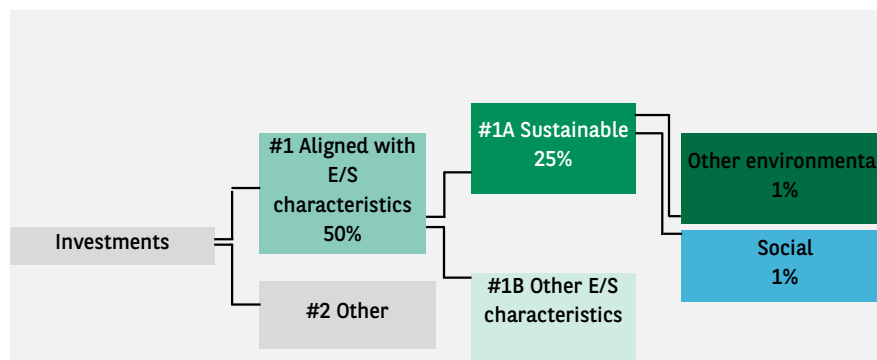 Investments
#1 Aligned with
E/S
characteristics
50%
#2 Other
#1A Sustainable
25%
#1B Other E/S
characteristics
Other environmenta
1%
Social
1%